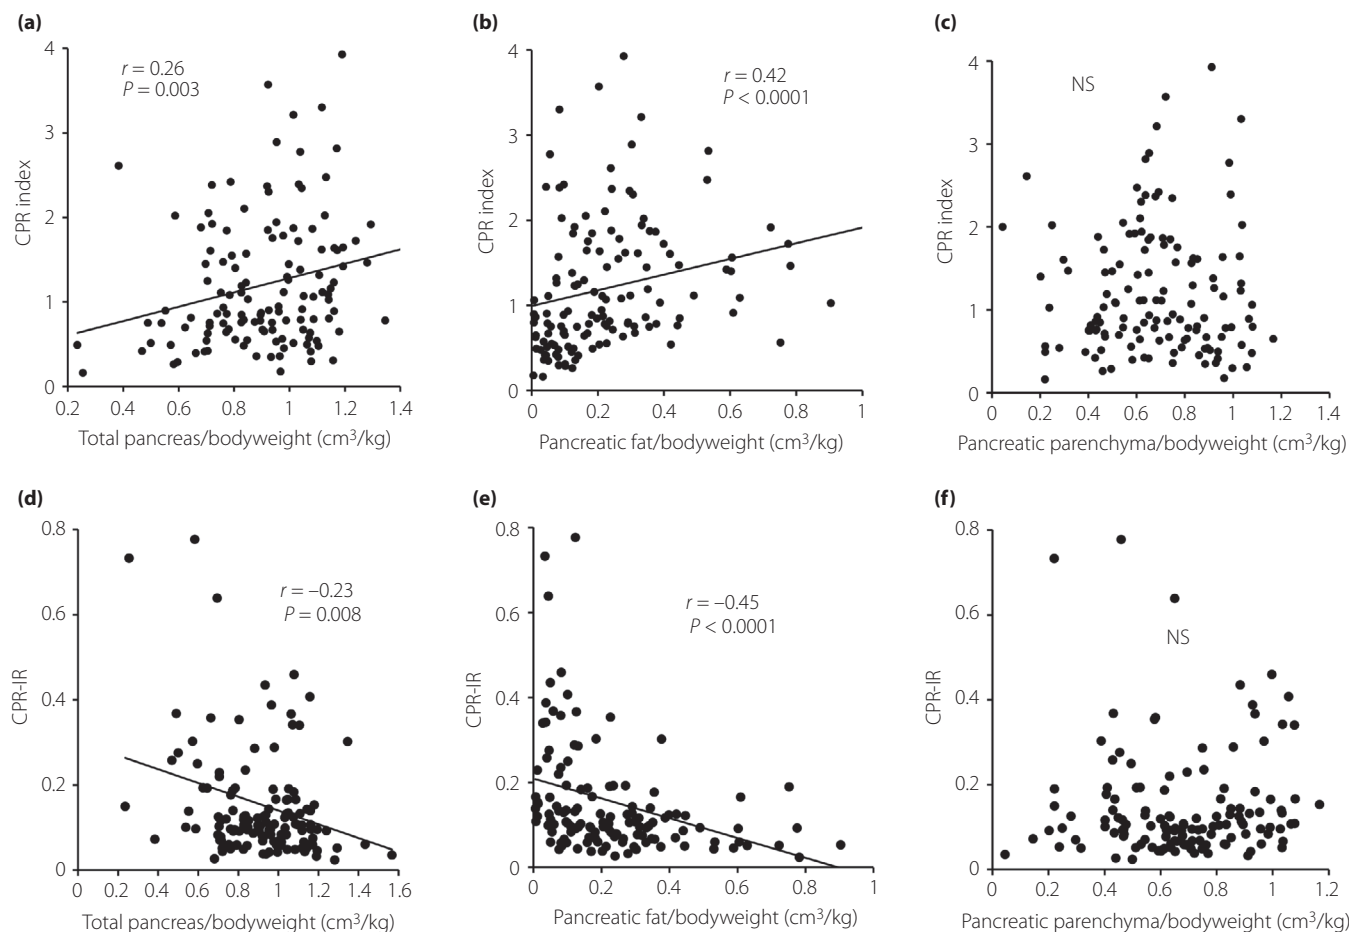 (a)
4
3
2
1
0
CPR index
r = 0.26
P = 0.003
0.2 0.4 0.6 0.8 1 1.2 1.4
Total pancreas/bodyweight (cm³/kg)
(b)
4
3
2
1
0
CPR index
r = 0.42
P < 0.0001
0 0.2 0.4 0.6 0.8 1
Pancreatic fat/bodyweight (cm³/kg)
(c)
4
3
2
1
0
CPR index
NS
0 0.2 0.4 0.6 0.8 1 1.2 1.4
Pancreatic parenchyma/bodyweight (cm³/kg)
(d)
0.8
0.6
0.4
0.2
0
CPR-IR
r = –0.23
P = 0.008
0 0.2 0.4 0.6 0.8 1 1.2 1.4 1.6
Total pancreas/bodyweight (cm³/kg)
(e)
0.8
0.6
0.4
0.2
0
CPR-IR
r = –0.45
P < 0.0001
0 0.2 0.4 0.6 0.8 1
Pancreatic fat/bodyweight (cm³/kg)
(f)
0.8
0.6
0.4
0.2
0
CPR-IR
NS
0 0.2 0.4 0.6 0.8 1 1.2
Pancreatic parenchyma/bodyweight (cm³/kg)